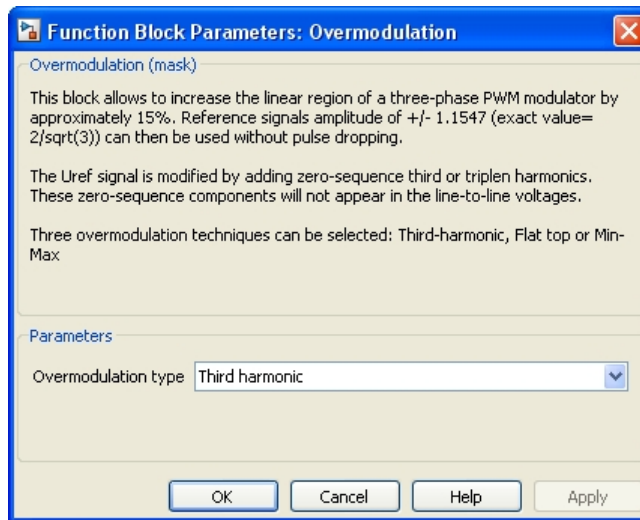 Function Block Parameters: Overmodulation
Overmodulation (mask)
This block allows to increase the linear region of a three-phase PWM modulator by
approximately 15%. Reference signals amplitude of +/- 1.1547 (exact value=
2/sqrt(3)) can then be used without pulse dropping.
The Uref signal is modified by adding zero-sequence third or triplen harmonics.
These zero-sequence components will not appear in the line-to-line voltages.
Three overmodulation techniques can be selected: Third-harmonic, Flat top or Min-
Max
Parameters
Overmodulation type Third harmonic
OK Cancel Help Apply